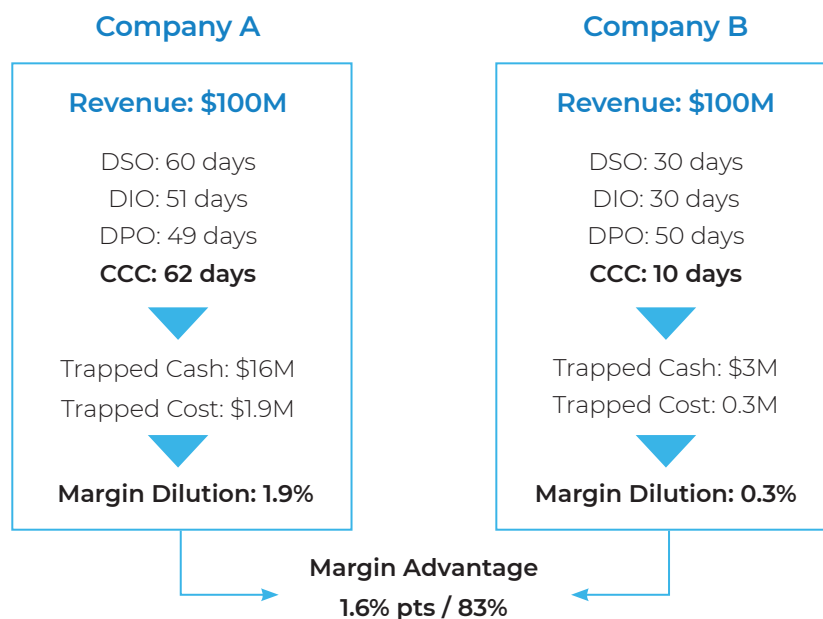 Company A
Revenue: $100M
DSO: 60 days
DIO: 51 days
DPO: 49 days
CCC: 62 days
Trapped Cash: $16M
Trapped Cost: $1.9M
Margin Dilution: 1.9%
Company B
Revenue: $100M
DSO: 30 days
DIO: 30 days
DPO: 50 days
CCC: 10 days
Trapped Cash: $3M
Trapped Cost: 0.3M
Margin Dilution: 0.3%
Margin Advantage
1.6% pts / 83%